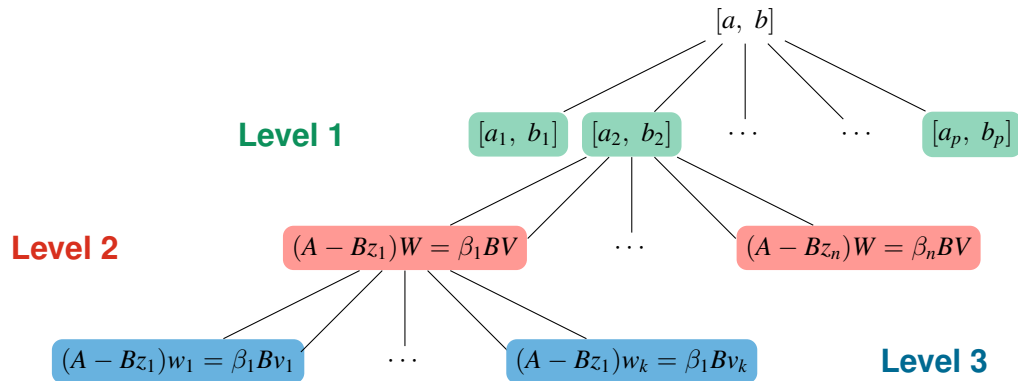 [a, b]
Level 1 [a₁, b₁] [a₂, b₂] ⋯ ⋯ [aₚ, bₚ]
Level 2 (A − Bz₁)W = β₁BV ⋯ (A − Bzₙ)W = βₙBV
(A − Bz₁)w₁ = β₁Bv₁ ⋯ (A − Bz₁)wₖ = β₁Bvₖ Level 3